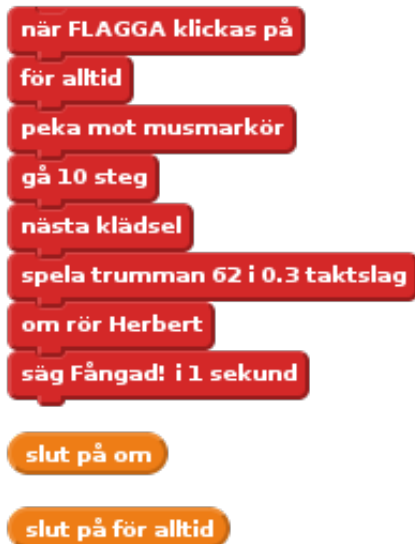 när FLAGGA klickas på
för alltid
peka mot musmarkör
gå 10 steg
nästa klädsel
spela trumman 62 i 0.3 taktslag
om rör Herbert
säg Fångad! i 1 sekund
slut på om
slut på för alltid